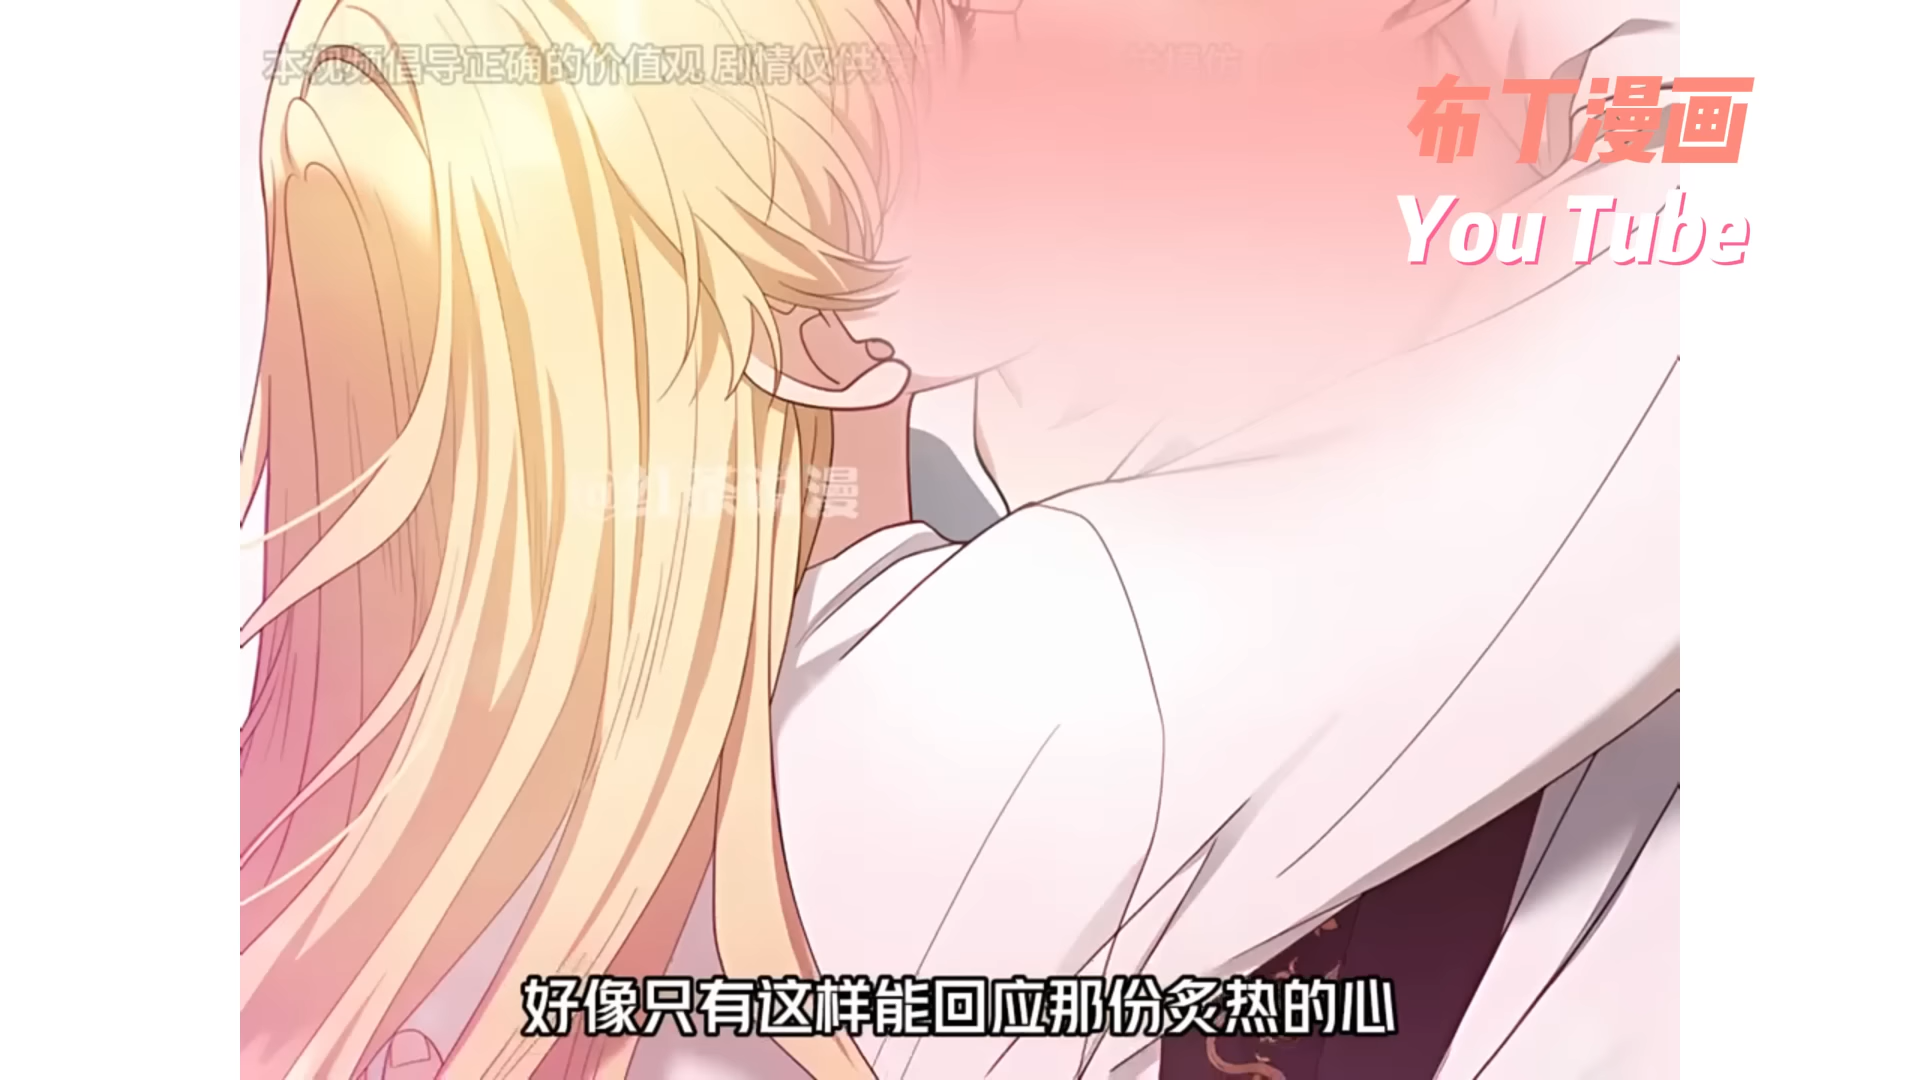 本视频倡导正确的价值观 剧情仅供
布丁漫画
You Tube
漫
好像只有这样能回应那份炙热的心